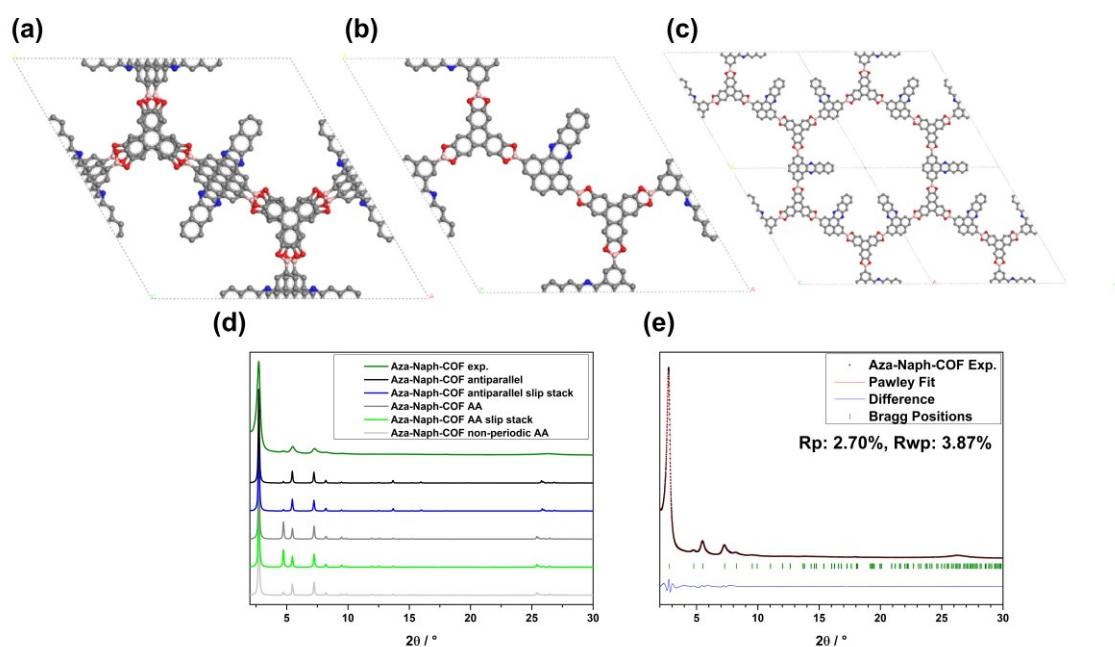 (a)
(b)
(c)
(d)
Aza-Naph-COF exp.
Aza-Naph-COF antiparallel
Aza-Naph-COF antiparallel slip stack
Aza-Naph-COF AA
Aza-Naph-COF AA slip stack
Aza-Naph-COF non-periodic AA
5
10
15
20
25
30
2θ / °
(e)
Aza-Naph-COF Exp.
Pawley Fit
Difference
Bragg Positions
Rp: 2.70%, Rwp: 3.87%
5
10
15
20
25
30
2θ / °